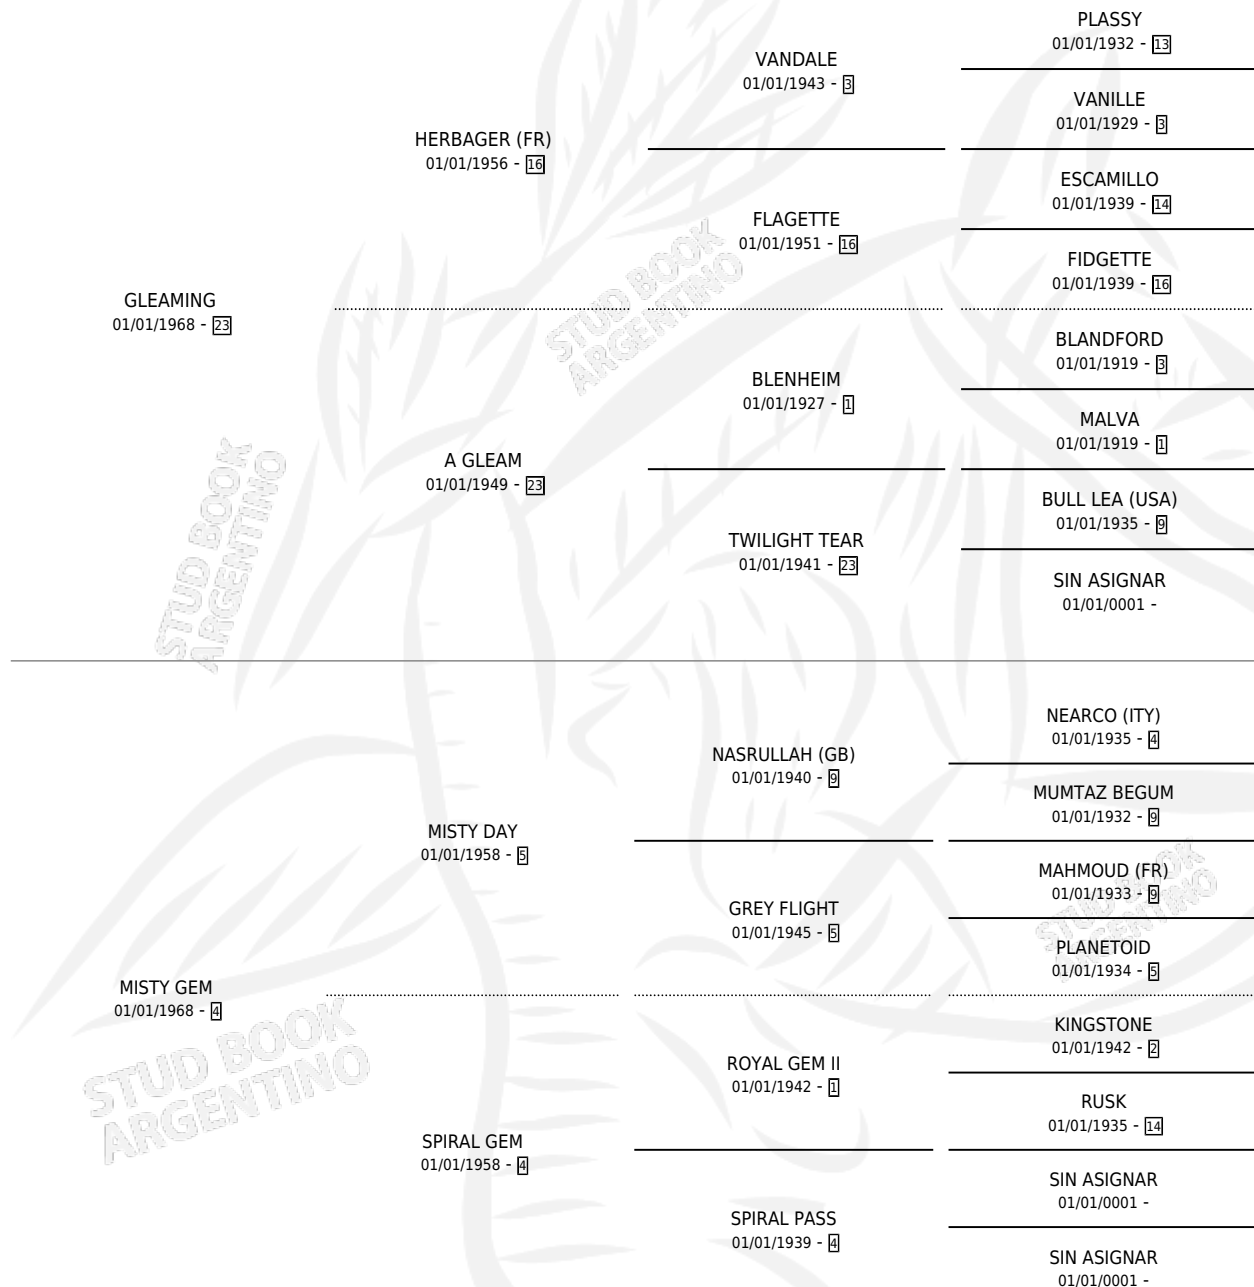 PLASSY
01/01/1932 - 13
VANDALE
01/01/1943 - 3
VANILLE
01/01/1929 - 3
HERBAGER (FR)
01/01/1956 - 16
ESCAMILLO
01/01/1939 - 14
FLAGETTE
01/01/1951 - 16
FIDGETTE
01/01/1939 - 16
GLEAMING
01/01/1968 - 23
BLANDFORD
01/01/1919 - 3
BLENHEIM
01/01/1927 - 1
MALVA
01/01/1919 - 1
A GLEAM
01/01/1949 - 23
BULL LEA (USA)
01/01/1935 - 9
TWILIGHT TEAR
01/01/1941 - 23
SIN ASIGNAR
01/01/0001 -
NEARCO (ITY)
01/01/1935 - 4
NASRULLAH (GB)
01/01/1940 - 9
MUMTAZ BEGUM
01/01/1932 - 9
MISTY DAY
01/01/1958 - 5
MAHMOUD (FR)
01/01/1933 - 9
GREY FLIGHT
01/01/1945 - 5
PLANETOID
01/01/1934 - 5
MISTY GEM
01/01/1968 - 4
KINGSTONE
01/01/1942 - 2
ROYAL GEM II
01/01/1942 - 1
RUSK
01/01/1935 - 14
SPIRAL GEM
01/01/1958 - 4
SIN ASIGNAR
01/01/0001 -
SPIRAL PASS
01/01/1939 - 4
SIN ASIGNAR
01/01/0001 -
STUD BOOK
ARGENTINO
STUD BOOK
ARGENTINO
STUD BOOK
ARGENTINO
STUD BOOK
ARGENTINO